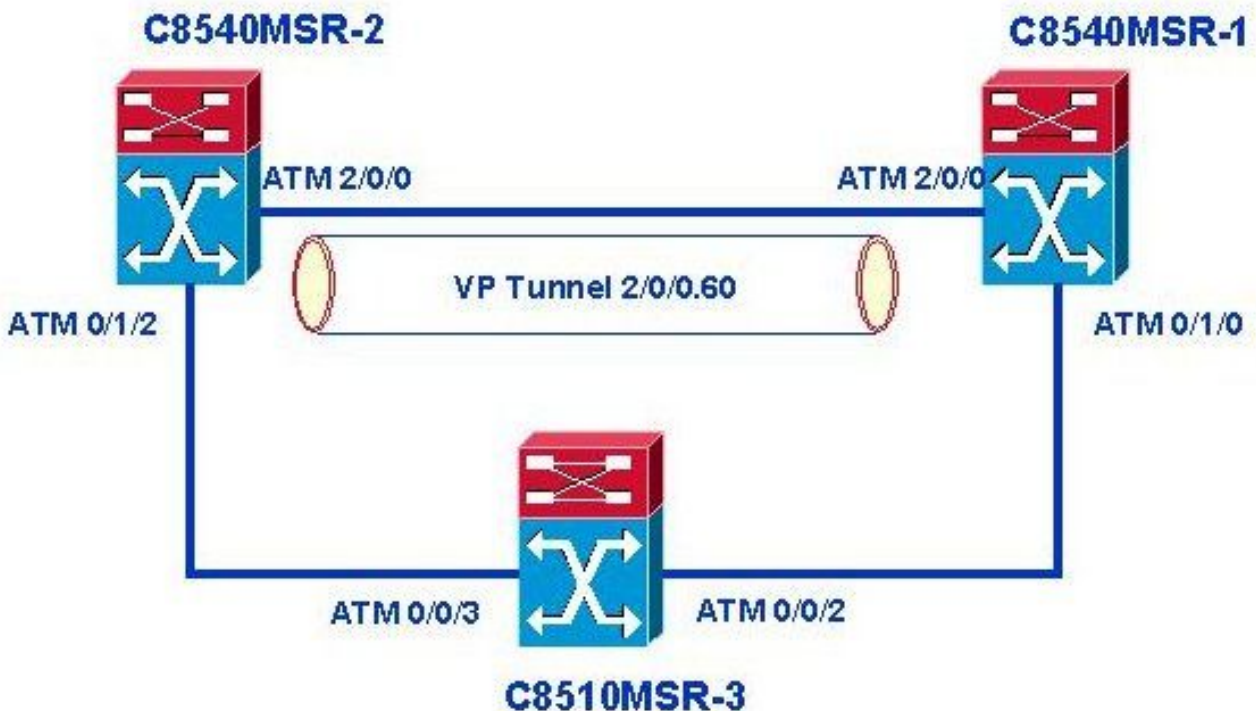 C8540MSR-2
C8540MSR-1
ATM 2/0/0
ATM 2/0/0
VP Tunnel 2/0/0.60
ATM 0/1/2
ATM 0/1/0
ATM 0/0/3
ATM 0/0/2
C8510MSR-3